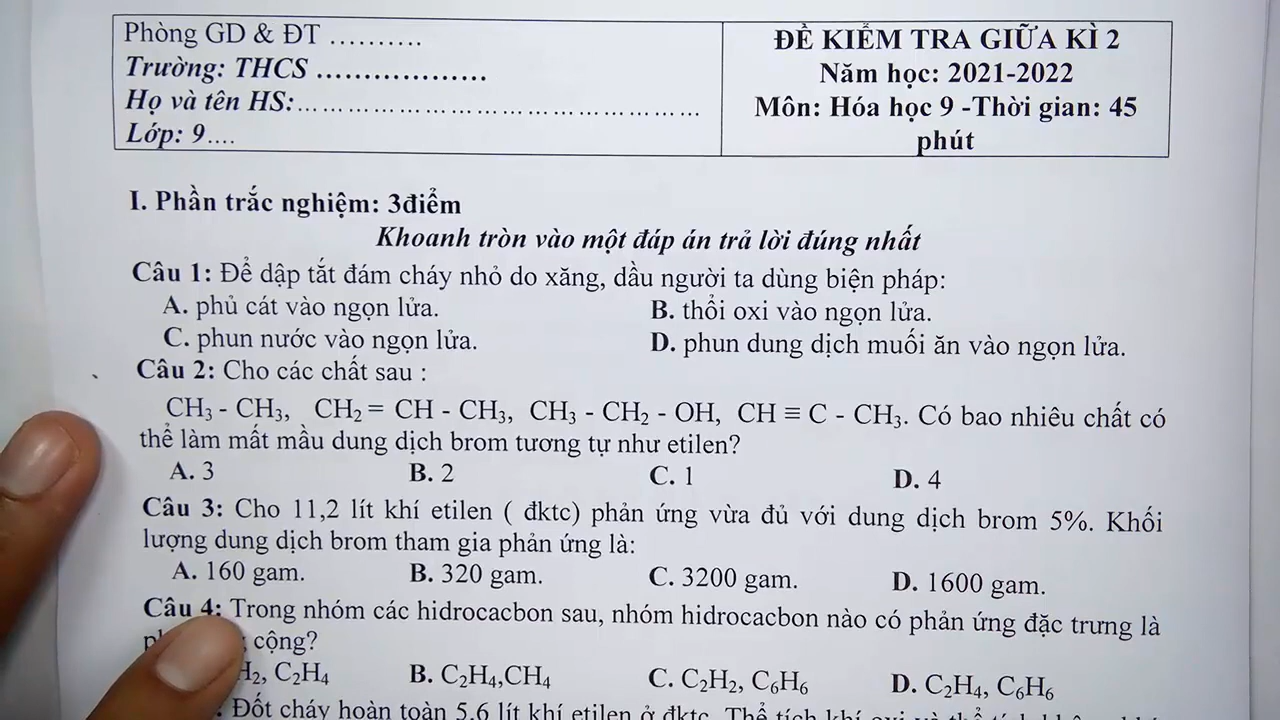 Phòng GD & ĐT ..........
Trường: THCS ...................
Họ và tên HS:.............................................
Lớp: 9....
ĐỀ KIỂM TRA GIỮA KÌ 2
Năm học: 2021-2022
Môn: Hóa học 9 -Thời gian: 45
phút
I. Phần trắc nghiệm: 3điểm
Khoanh tròn vào một đáp án trả lời đúng nhất
Câu 1: Để dập tắt đám cháy nhỏ do xăng, dầu người ta dùng biện pháp:
A. phủ cát vào ngọn lửa. B. thổi oxi vào ngọn lửa.
C. phun nước vào ngọn lửa. D. phun dung dịch muối ăn vào ngọn lửa.
Câu 2: Cho các chất sau :
CH₃ - CH₃, CH₂ = CH - CH₃, CH₃ - CH₂ - OH, CH ≡ C - CH₃. Có bao nhiêu chất có
thể làm mất mầu dung dịch brom tương tự như etilen?
A. 3 B. 2 C. 1 D. 4
Câu 3: Cho 11,2 lít khí etilen ( đktc) phản ứng vừa đủ với dung dịch brom 5%. Khối
lượng dung dịch brom tham gia phản ứng là:
A. 160 gam. B. 320 gam. C. 3200 gam. D. 1600 gam.
Câu 4: Trong nhóm các hidrocacbon sau, nhóm hidrocacbon nào có phản ứng đặc trưng là
cộng?
H₂, C₂H₄ B. C₂H₄,CH₄ C. C₂H₂, C₆H₆ D. C₂H₄, C₆H₆
Đốt cháy hoàn toàn 5,6 lít khí etilen ở đktc. Thể tích khí oxi và thể tích